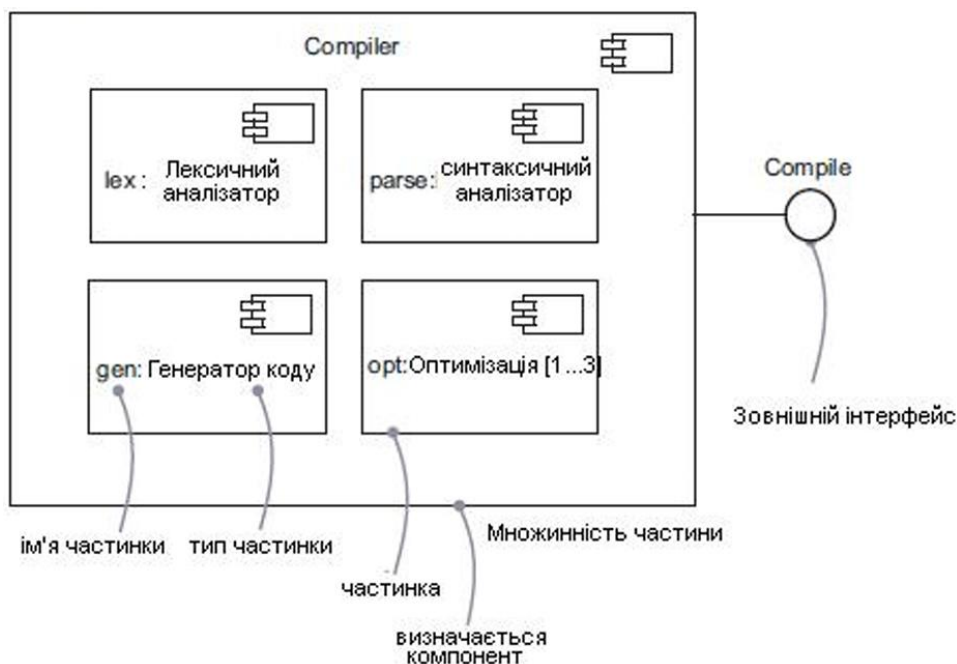 Compiler
lex :
Лексичний
аналізатор
parse:
синтаксичний
аналізатор
Compile
gen: Генератор коду
opt:Оптимізація [1...3]
Зовнішній інтерфейс
ім'я частинки
тип частинки
Множинність частини
частинка
визначається
компонент